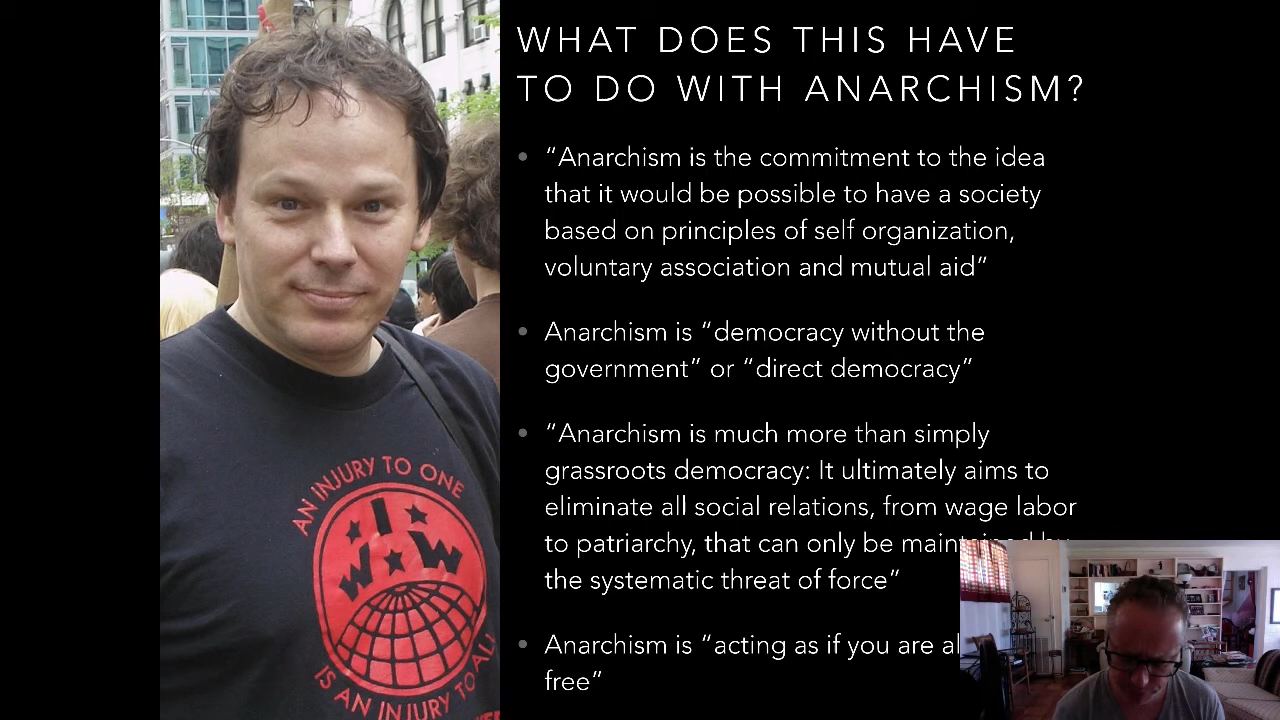 WHAT DOES THIS HAVE
TO DO WITH ANARCHISM?
• “Anarchism is the commitment to the idea
that it would be possible to have a society
based on principles of self organization,
voluntary association and mutual aid”
• Anarchism is “democracy without the
government” or “direct democracy”
• “Anarchism is much more than simply
grassroots democracy: It ultimately aims to
eliminate all social relations, from wage labor
to patriarchy, that can only be maintained by
the systematic threat of force”
• Anarchism is “acting as if you are al
free”
AN INJURY TO ONE
I
W W
IS AN INJURY TO ALL